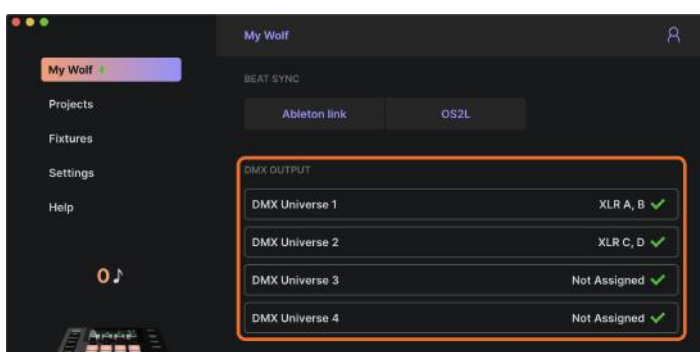 My Wolf
My Wolf
Projects
Fixtures
Settings
Help
0
BEAT SYNC
Ableton link OS2L
DMX OUTPUT
DMX Universe 1 XLR A, B
DMX Universe 2 XLR C, D
DMX Universe 3 Not Assigned
DMX Universe 4 Not Assigned